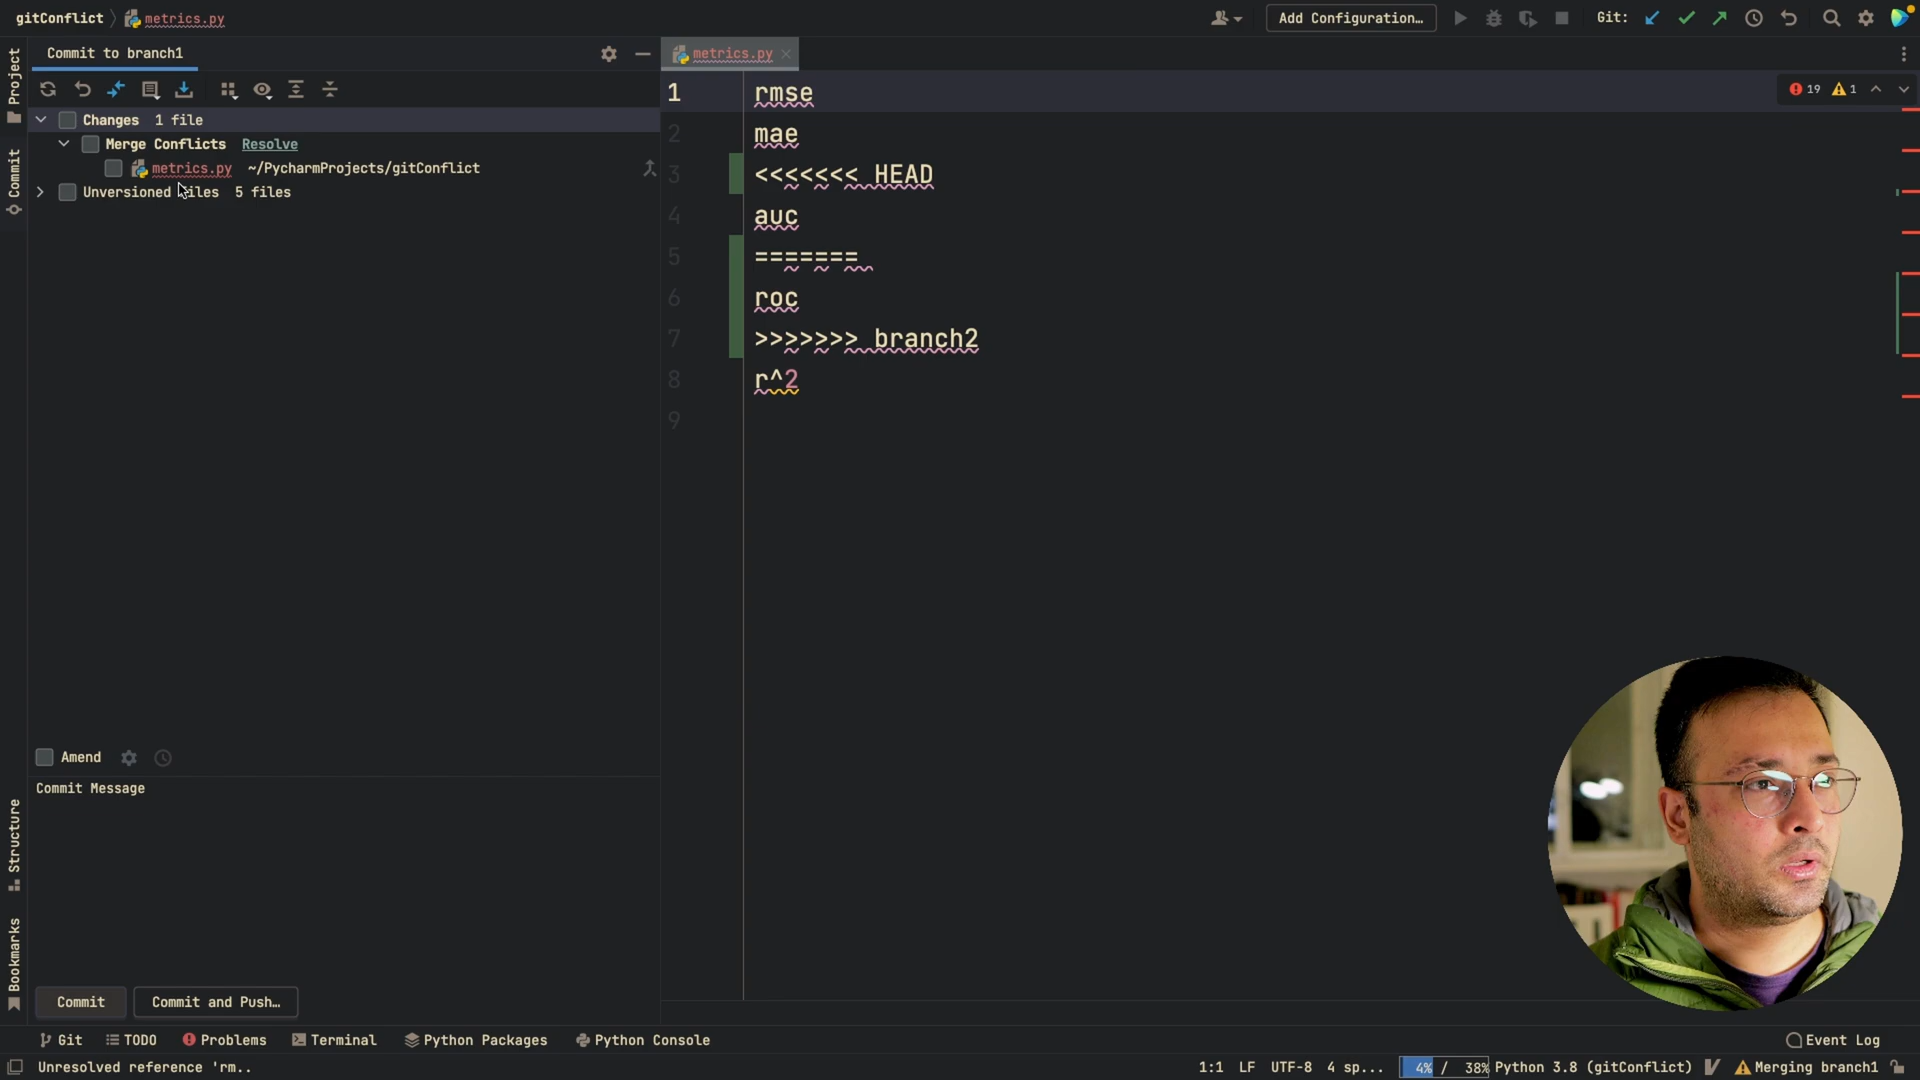 gitConflict metrics.py Add Configuration... Git:
Project
Commit
Structure
Bookmarks
Commit to branch1
Changes 1 file
Merge Conflicts Resolve
metrics.py ~/PycharmProjects/gitConflict
Unversioned files 5 files
Amend
Commit Message
Commit Commit and Push...
metrics.py
19 1
1 rmse
2 mae
3 <<<<<<< HEAD
4 auc
5 =======
6 roc
7 >>>>>>> branch2
8 r^2
9
Git TODO Problems Terminal Python Packages Python Console Event Log
Unresolved reference 'rm.. 1:1 LF UTF-8 4 sp... 4% / 38% Python 3.8 (gitConflict) Merging branch1